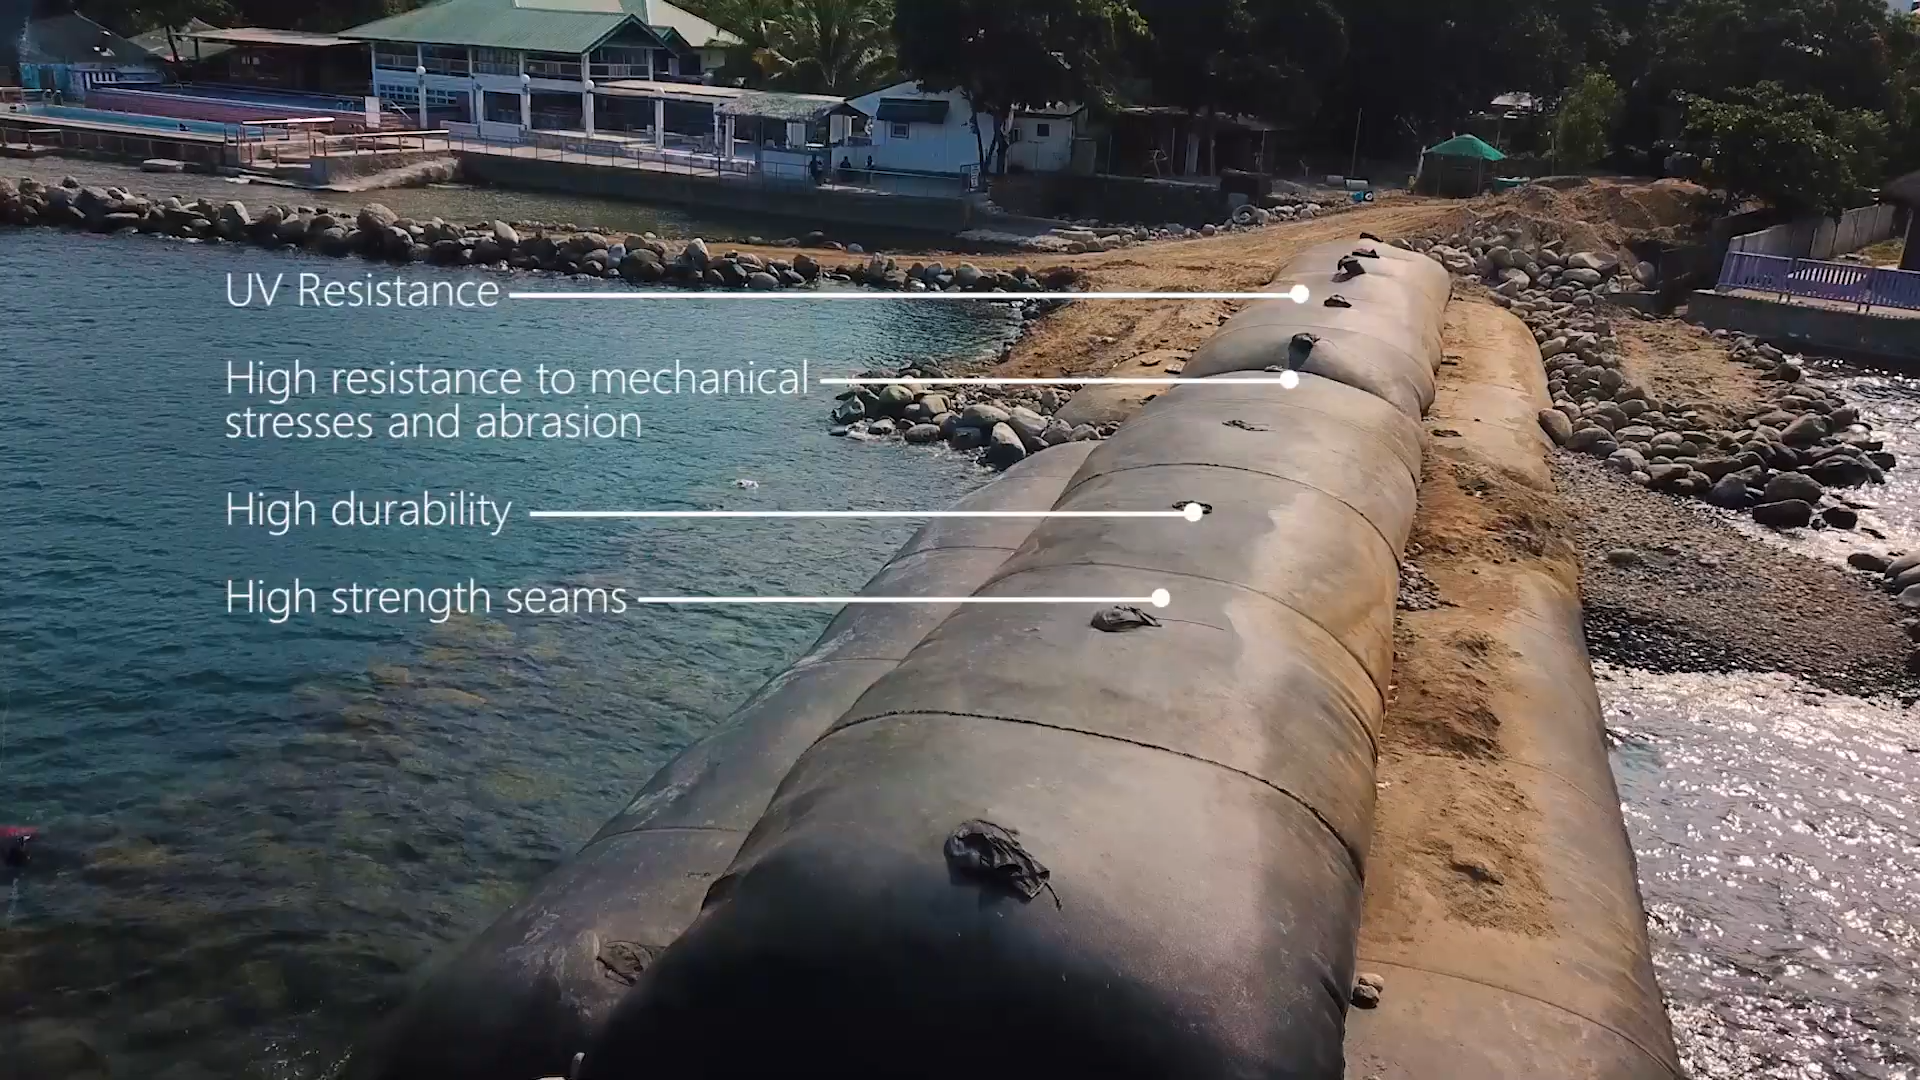 UV Resistance
High resistance to mechanical
stresses and abrasion
High durability
High strength seams